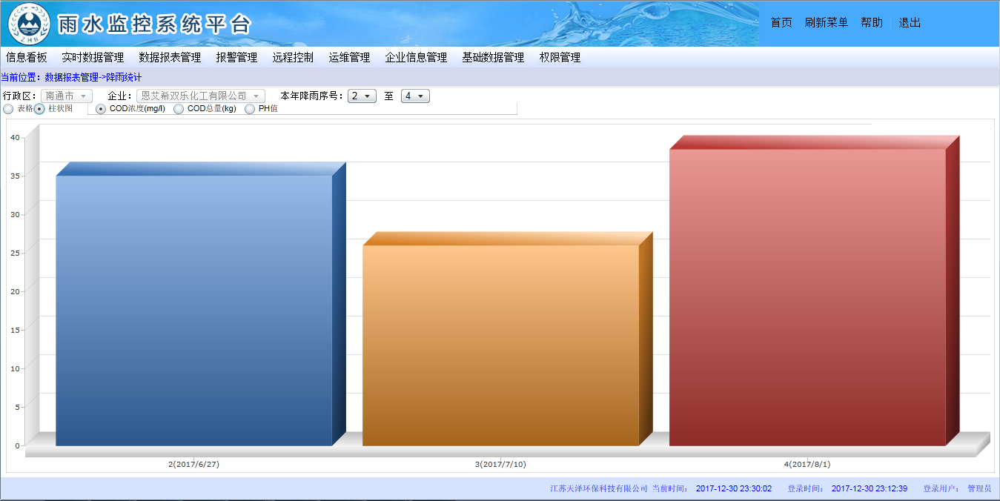 ZHB
雨水监控系统平台
首页 刷新菜单 帮助 退出
信息看板 实时数据管理 数据报表管理 报警管理 远程控制 运维管理 企业信息管理 基础数据管理 权限管理
当前位置：数据报表管理->降雨统计
行政区： 南通市 企业： 恩艾希双乐化工有限公司 本年降雨序号： 2 至 4
表格 柱状图 COD浓度(mg/l) COD总量(kg) PH值
40
35
30
25
20
15
10
5
0
2(2017/6/27) 3(2017/7/10) 4(2017/8/1)
江苏天泽环保科技有限公司 当前时间： 2017-12-30 23:30:02 登录时间： 2017-12-30 23:12:39 登录用户： 管理员